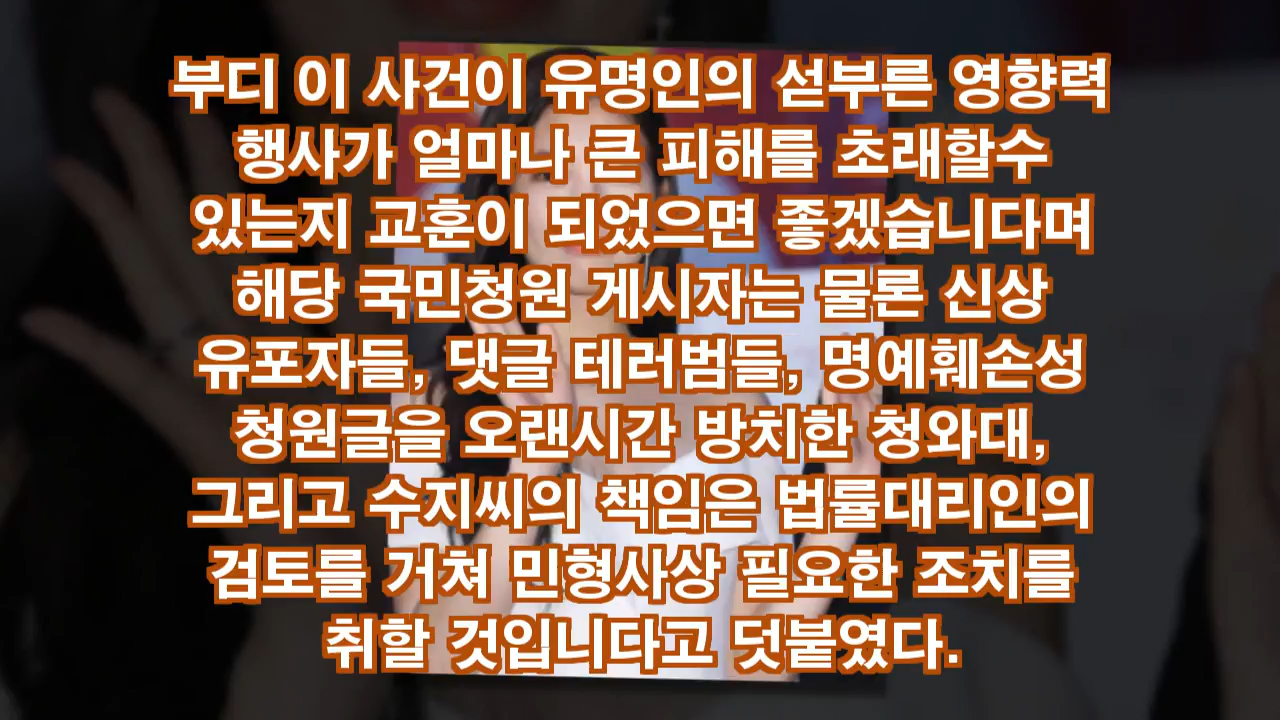 부디 이 사건이 유명인의 섣부른 영향력
행사가 얼마나 큰 피해를 초래할수
있는지 교훈이 되었으면 좋겠습니다며
해당 국민청원 게시자는 물론 신상
유포자들, 댓글 테러범들, 명예훼손성
청원글을 오랜시간 방치한 청와대,
그리고 수지씨의 책임은 법률대리인의
검토를 거쳐 민형사상 필요한 조치를
취할 것입니다고 덧붙였다.